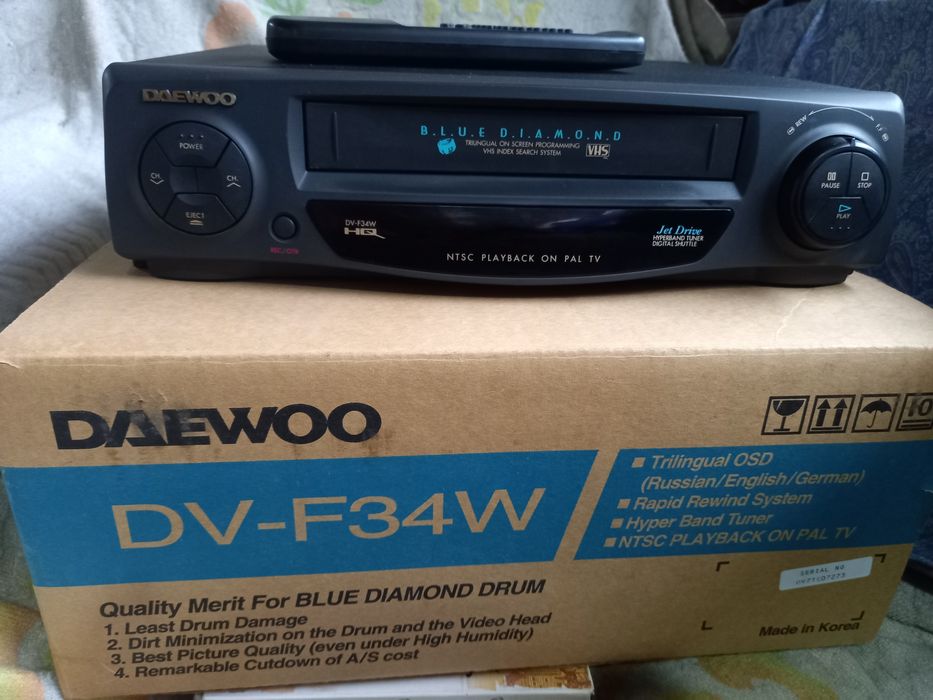 DAEWOO
POWER
CH.
CH.
EJECT
REC/OTR
B.L.U.E D.I.A.M.O.N.D
TRILINGUAL ON SCREEN PROGRAMMING
VHS INDEX SEARCH SYSTEM
VHS
DV-F34W
HQ
Jet Drive
HYPERBAND TUNER
DIGITAL SHUTTLE
NTSC PLAYBACK ON PAL TV
REW
F.F
PAUSE
STOP
PLAY
DAEWOO
10
DV-F34W
Trilingual OSD
(Russian/English/German)
Rapid Rewind System
Hyper Band Tuner
NTSC PLAYBACK ON PAL TV
SERIAL NO
Quality Merit For BLUE DIAMOND DRUM
1. Least Drum Damage
2. Dirt Minimization on the Drum and the Video Head
3. Best Picture Quality (even under High Humidity)
4. Remarkable Cutdown of A/S cost
Made in Korea